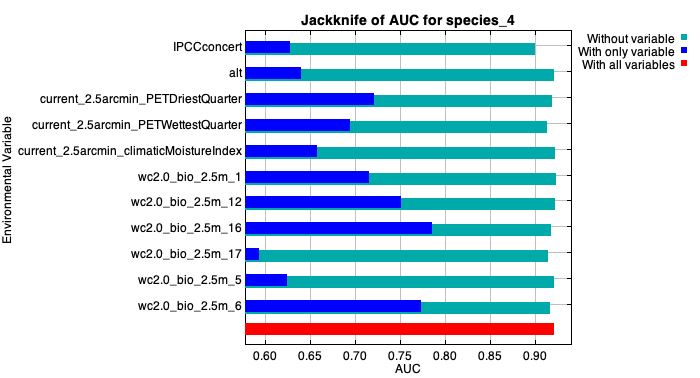 Jackknife of AUC for species_4
Environmental Variable
IPCCconcert
alt
current_2.5arcmin_PETDriestQuarter
current_2.5arcmin_PETWettestQuarter
current_2.5arcmin_climaticMoistureIndex
wc2.0_bio_2.5m_1
wc2.0_bio_2.5m_12
wc2.0_bio_2.5m_16
wc2.0_bio_2.5m_17
wc2.0_bio_2.5m_5
wc2.0_bio_2.5m_6
0.60 0.65 0.70 0.75 0.80 0.85 0.90
AUC
Without variable
With only variable
With all variables